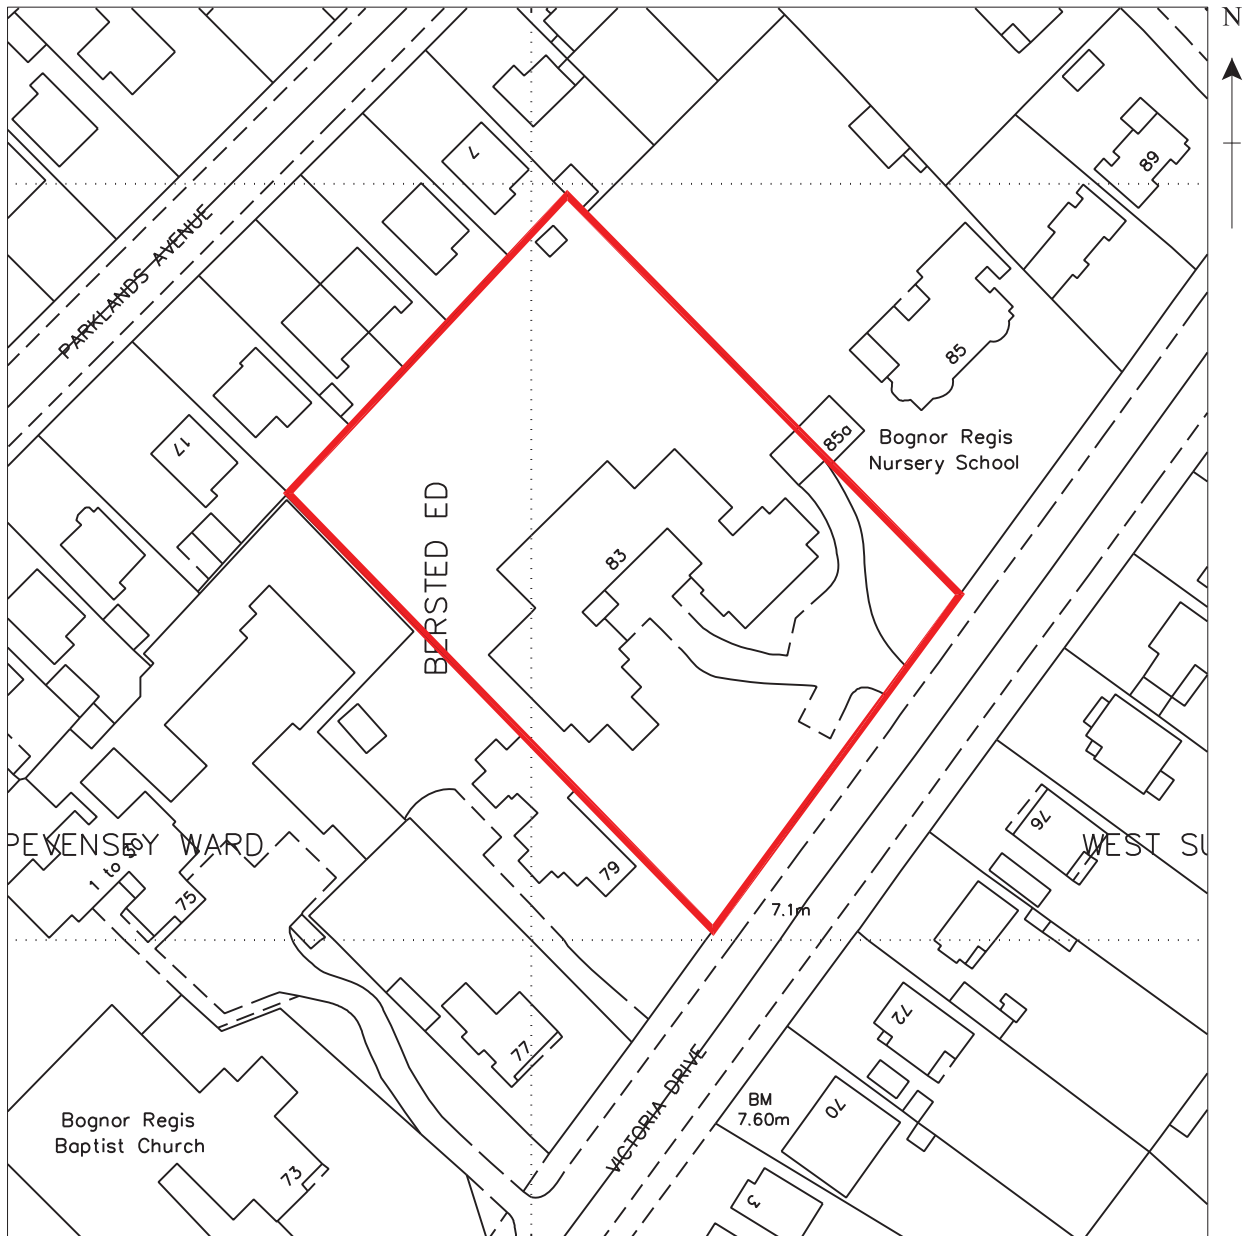 N
7
89
PARKLANDS AVENUE
85
85a
Bognor Regis
Nursery School
17
BERSTED ED
83
PEVENSEY WARD
1 to 50
75
79
76
WEST SU
7.1m
72
77
VICTORIA DRIVE
BM
7.60m
70
Bognor Regis
Baptist Church
73
3